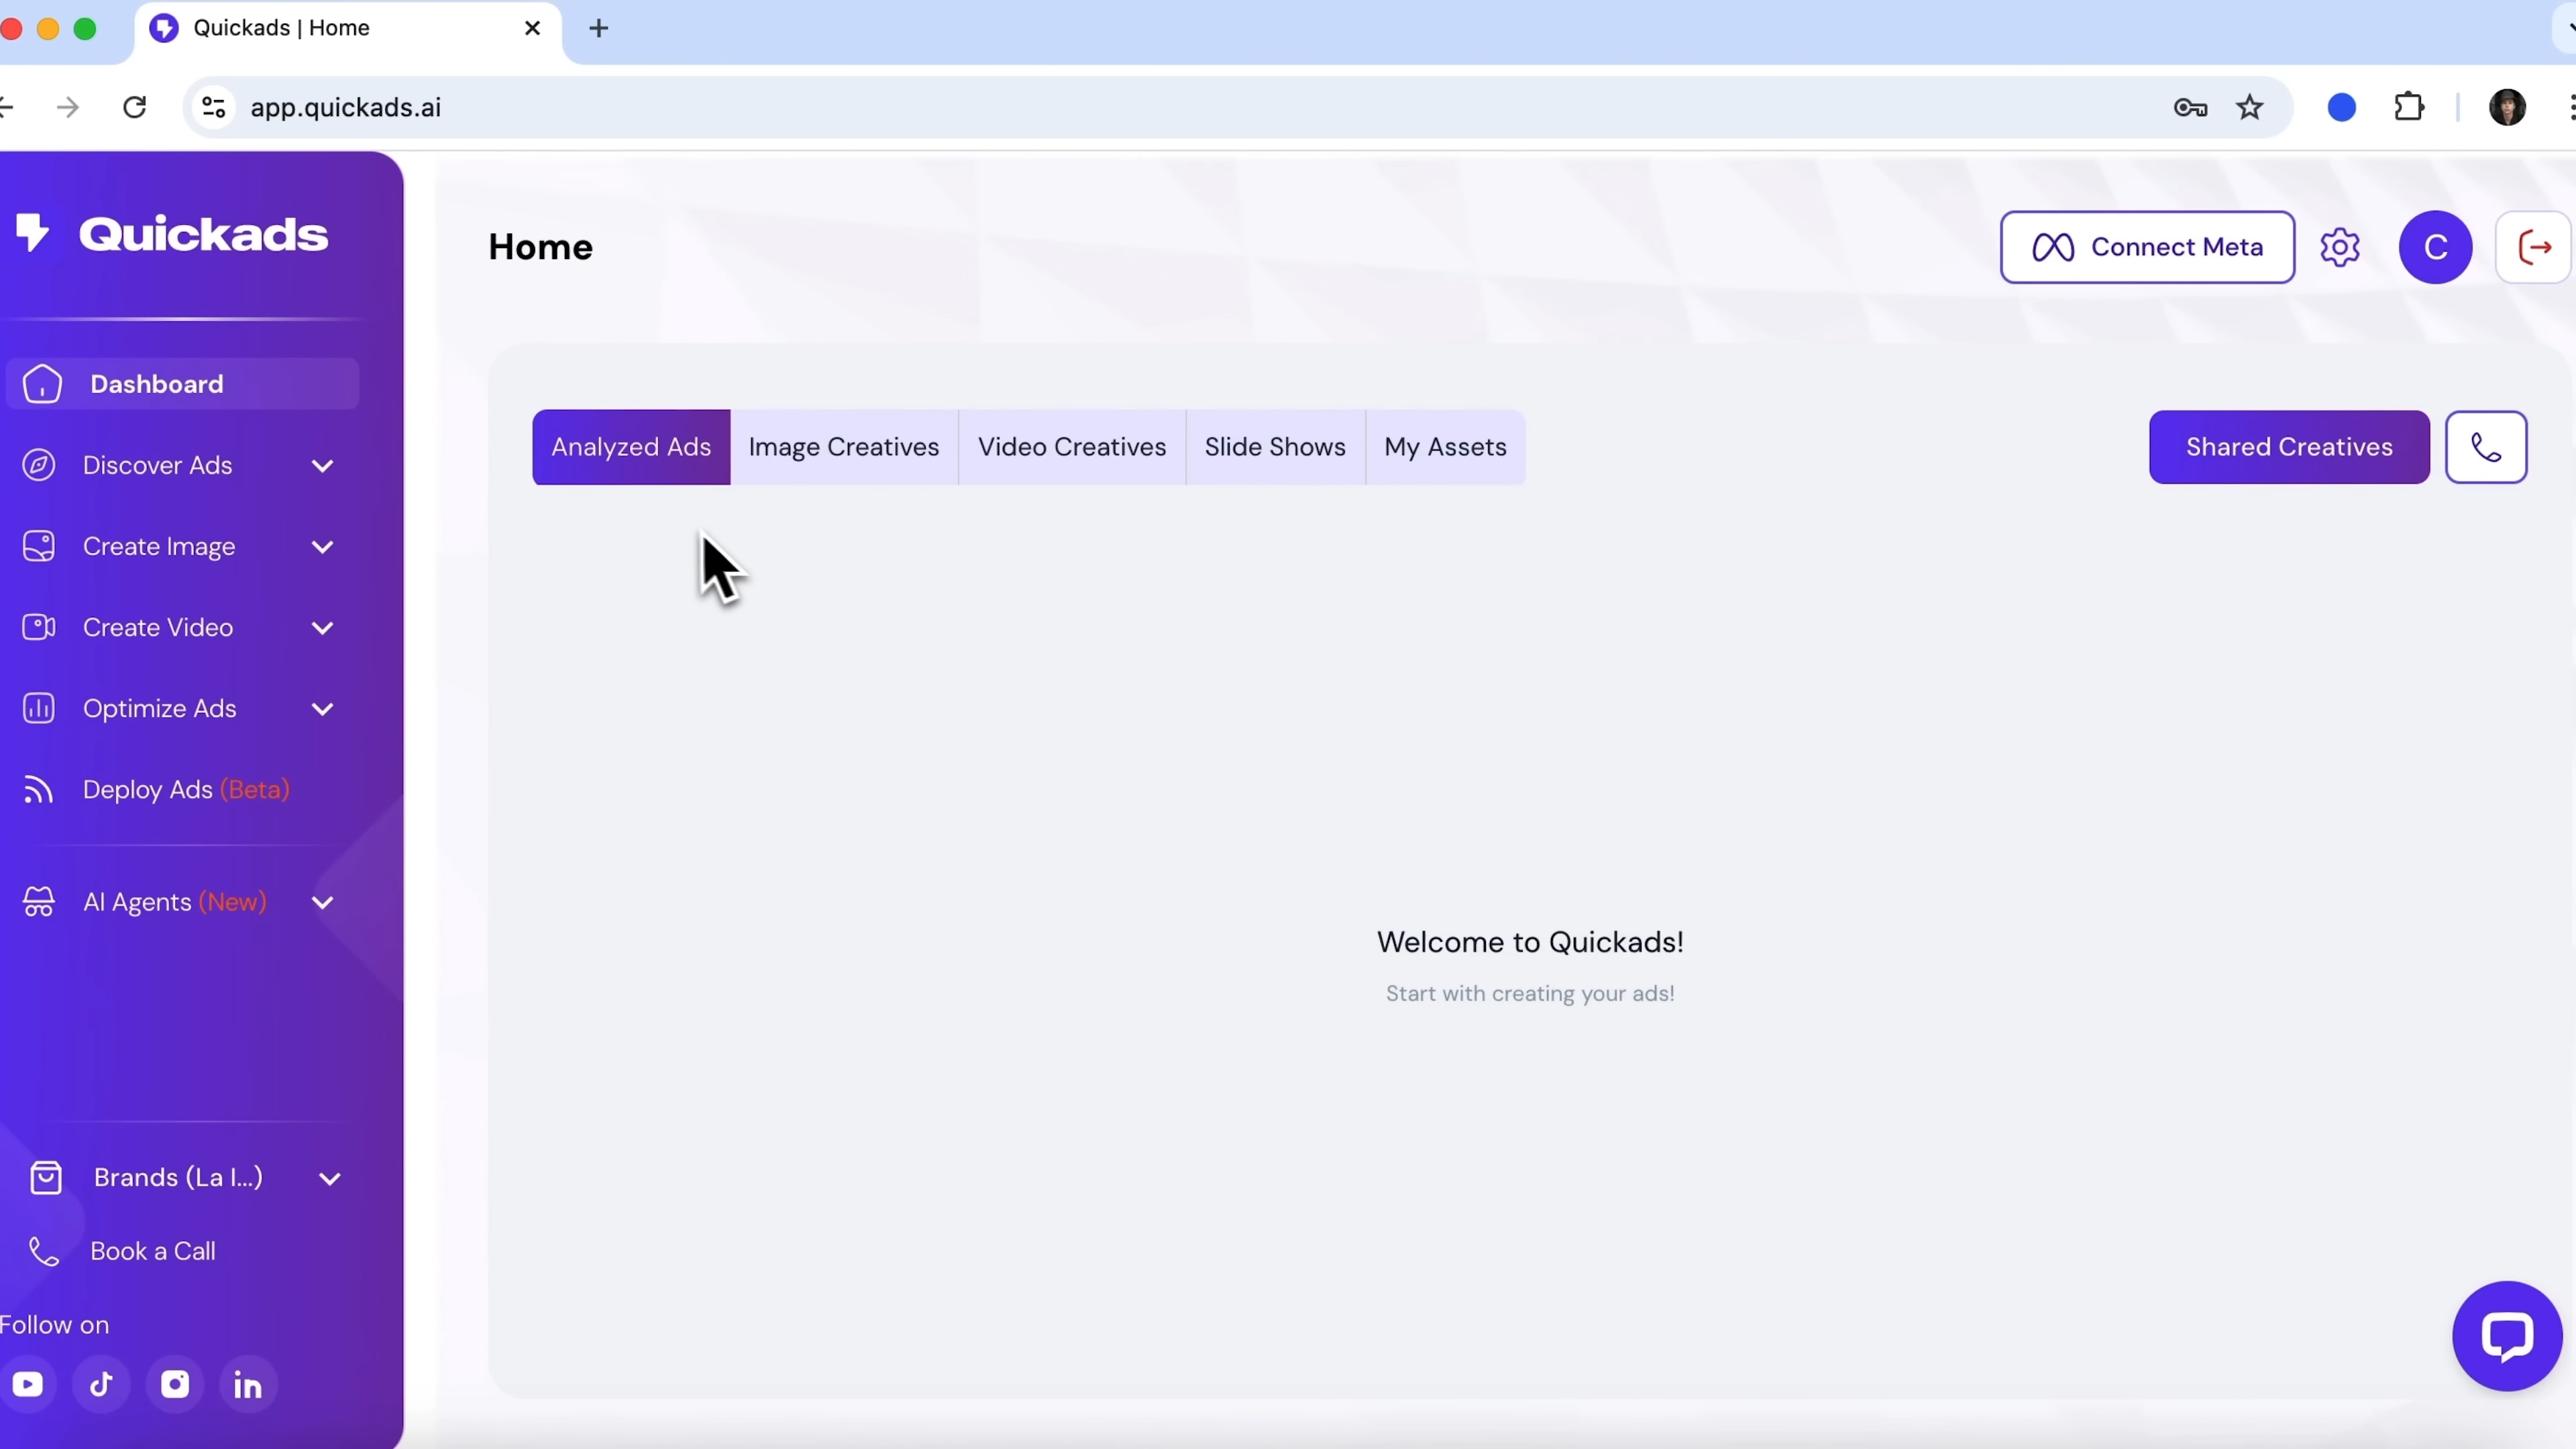 Quickads | Home
app.quickads.ai
Quickads
Home
Connect Meta
C
Dashboard
Analyzed Ads
Image Creatives
Video Creatives
Slide Shows
My Assets
Shared Creatives
Discover Ads
Create Image
Create Video
Optimize Ads
Deploy Ads (Beta)
AI Agents (New)
Welcome to Quickads!
Start with creating your ads!
Brands (La I...)
Book a Call
Follow on
in